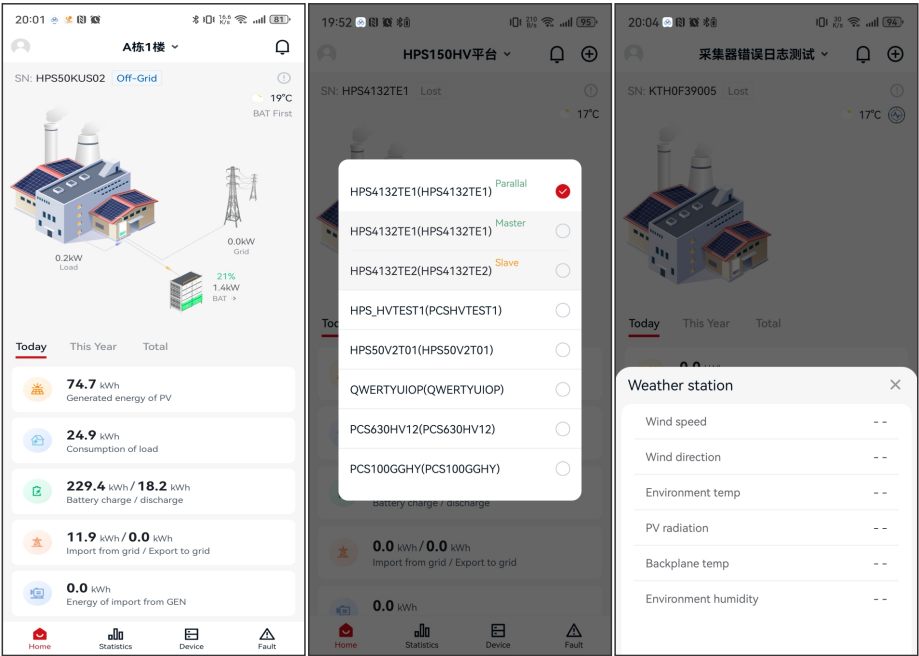 20:01
18.6 K/s
81
A栋1楼
SN: HPS50KUS02 Off-Grid
19°C
BAT First
0.0kW
Grid
0.2kW
Load
21%
1.4kW
BAT
Today This Year Total
74.7 kWh
Generated energy of PV
24.9 kWh
Consumption of load
229.4 kWh / 18.2 kWh
Battery charge / discharge
11.9 kWh / 0.0 kWh
Import from grid / Export to grid
0.0 kWh
Energy of import from GEN
Home Statistics Device Fault
19:52
210 B/s
95
HPS150HV平台
SN: HPS4132TE1 Lost
17°C
HPS4132TE1(HPS4132TE1) Parallal
HPS4132TE1(HPS4132TE1) Master
HPS4132TE2(HPS4132TE2) Slave
HPS_HVTEST1(PCSHVTEST1)
HPS50V2T01(HPS50V2T01)
QWERTYUIOP(QWERTYUIOP)
PCS630HV12(PCS630HV12)
PCS100GGHY(PCS100GGHY)
Battery charge / discharge
0.0 kWh / 0.0 kWh
Import from grid / Export to grid
0.0 kWh
Home Statistics Device Fault
20:04
94
采集器错误日志测试
SN: KTH0F39005 Lost
17°C
Today This Year Total
Weather station
Wind speed --
Wind direction --
Environment temp --
PV radiation --
Backplane temp --
Environment humidity --